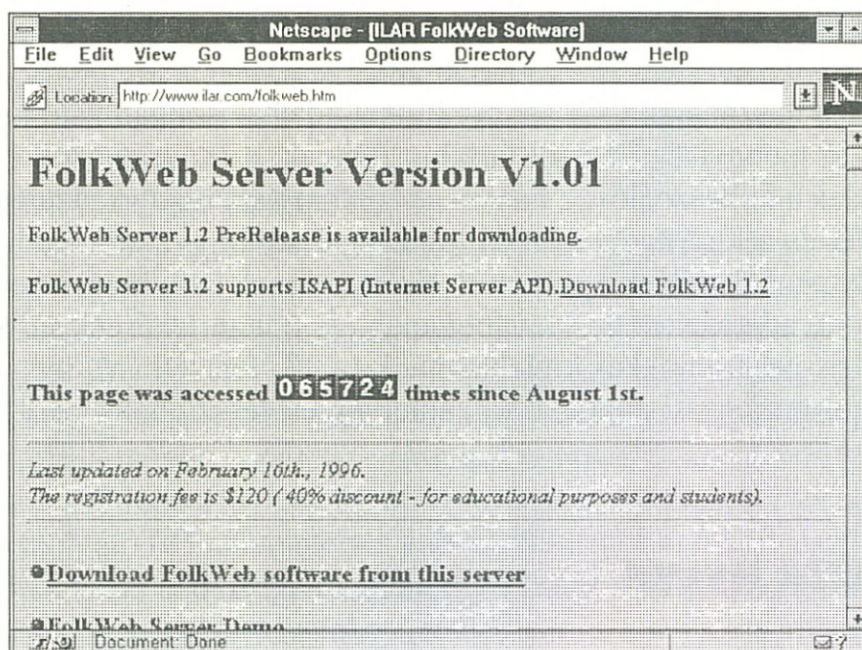 Netscape - [ILAR FolkWeb Software]
File Edit View Go Bookmarks Options Directory Window Help
Location: http://www.ilar.com/folkweb.htm
N
FolkWeb Server Version V1.01
FolkWeb Server 1.2 PreRelease is available for downloading.
FolkWeb Server 1.2 supports ISAPI (Internet Server API).Download FolkWeb 1.2
This page was accessed 065724 times since August 1st.
Last updated on February 16th., 1996.
The registration fee is $120 ( 40% discount - for educational purposes and students).
Download FolkWeb software from this server
FolkWeb Server Demo
Document: Done